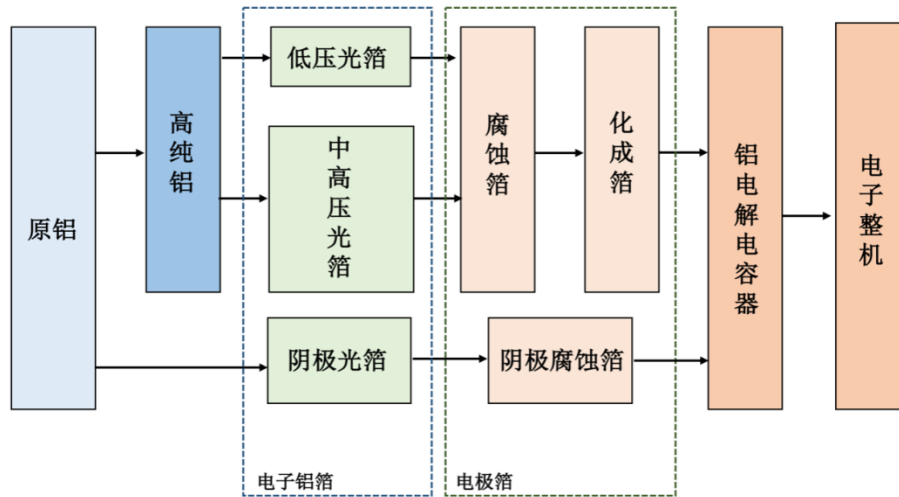 原铝
高纯铝
低压光箔
中高压光箔
阴极光箔
电子铝箔
腐蚀箔
化成箔
阴极腐蚀箔
电极箔
铝电解电容器
电子整机